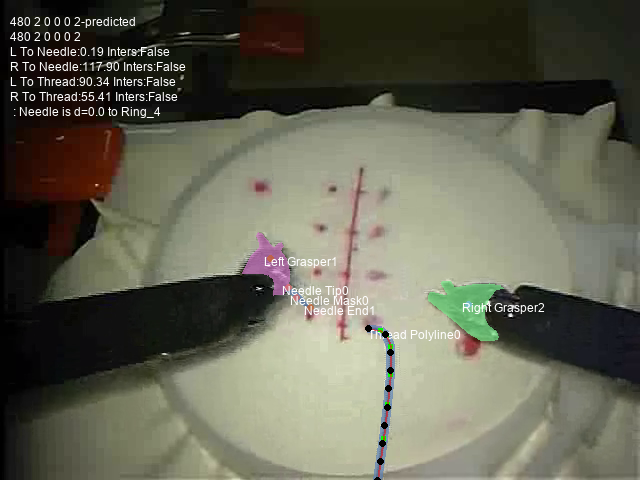 480 2 0 0 0 2-predicted
480 2 0 0 0 2
L To Needle:0.19 Inters:False
R To Needle:117.90 Inters:False
L To Thread:90.34 Inters:False
R To Thread:55.41 Inters:False
: Needle is d=0.0 to Ring_4
Left Grasper1
Needle Tip0
Needle Mask0
Right Grasper2
Needle End1
Thread Polyline0